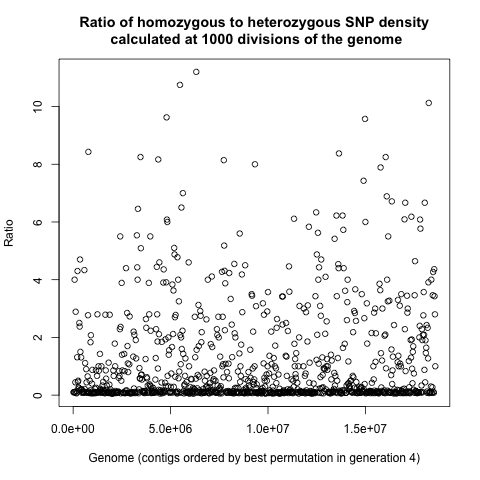 Ratio of homozygous to heterozygous SNP density
calculated at 1000 divisions of the genome
Ratio
10
8
6
4
2
0
0.0e+00 5.0e+06 1.0e+07 1.5e+07
Genome (contigs ordered by best permutation in generation 4)